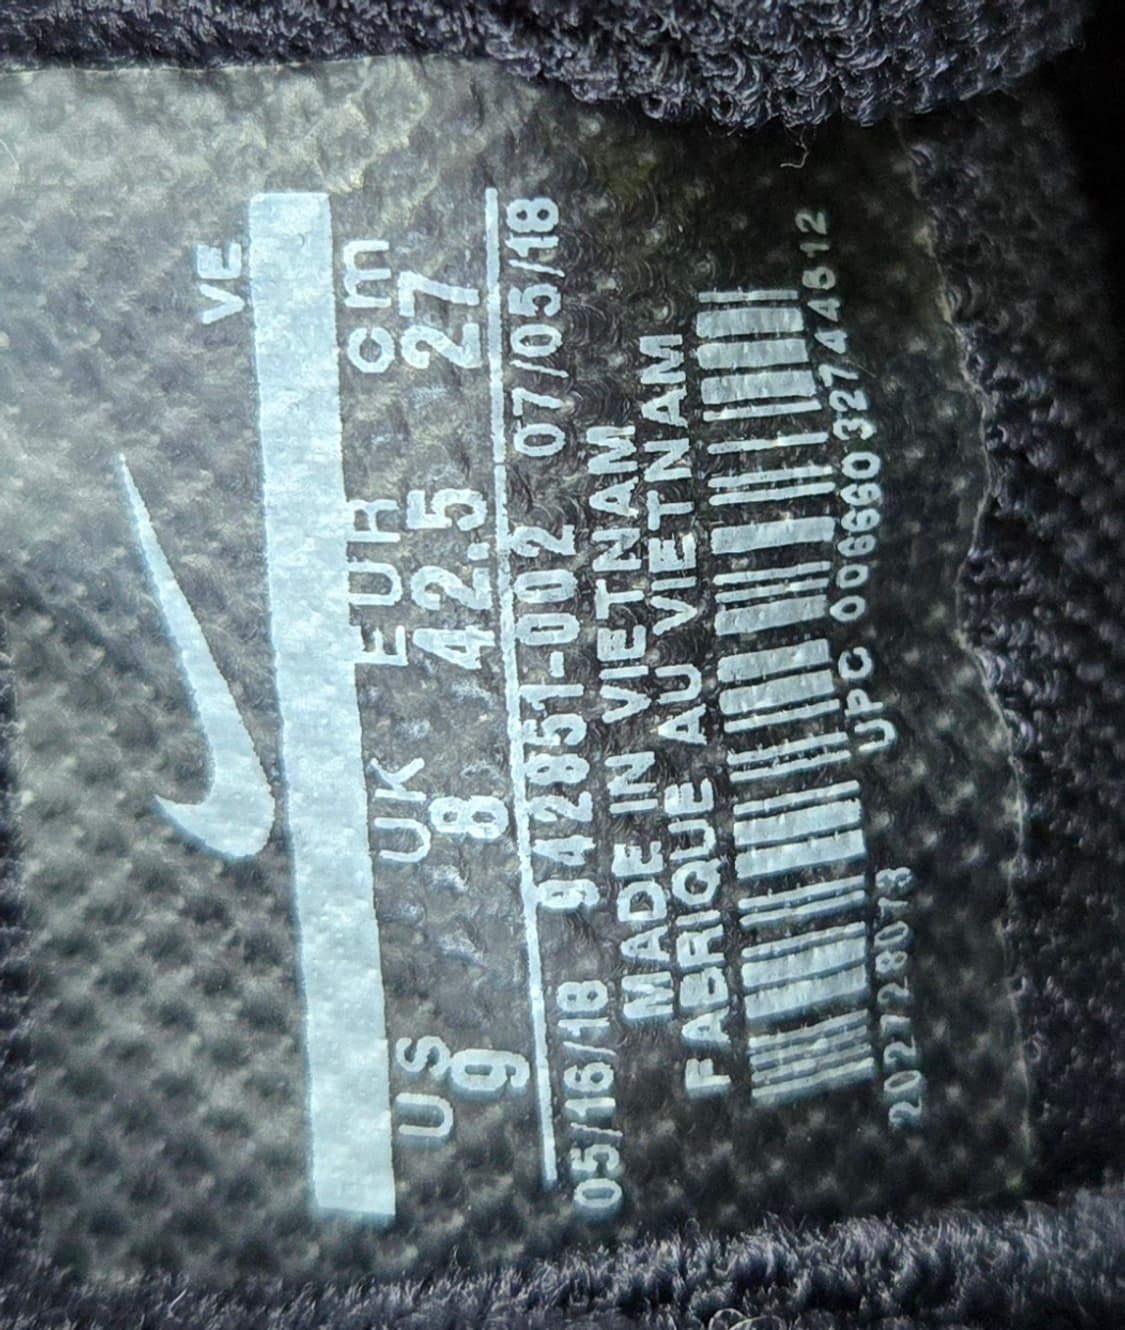 VE
US UK EUR cm
9 8 42.5 27
05/16/18 942851-002 07/05/18
MADE IN VIETNAM
FABRIQUE AU VIETNAM
UPC 00666032744612
2027728073